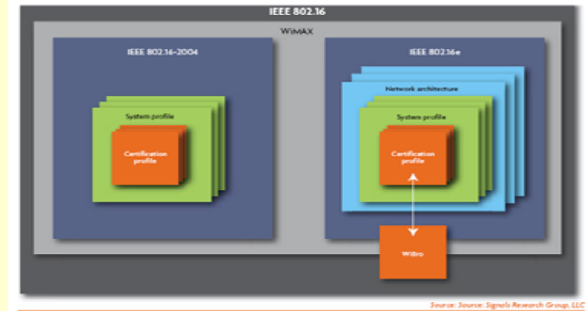 IEEE 802.16
WiMAX
IEEE 802.16-2004
System profile
Certification
profile
IEEE 802.16e
Network architecture
System profile
Certification
profile
WiBro
Source: Source: Signals Research Group, LLC